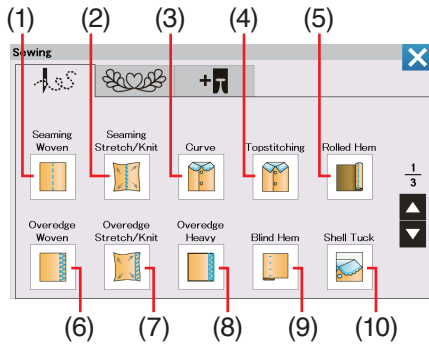 (1) (2) (3) (4) (5)
Sewing
Seaming Woven
Seaming Stretch/Knit
Curve
Topstitching
Rolled Hem
1
3
Overedge Woven
Overedge Stretch/Knit
Overedge Heavy
Blind Hem
Shell Tuck
(6) (7) (8) (9) (10)